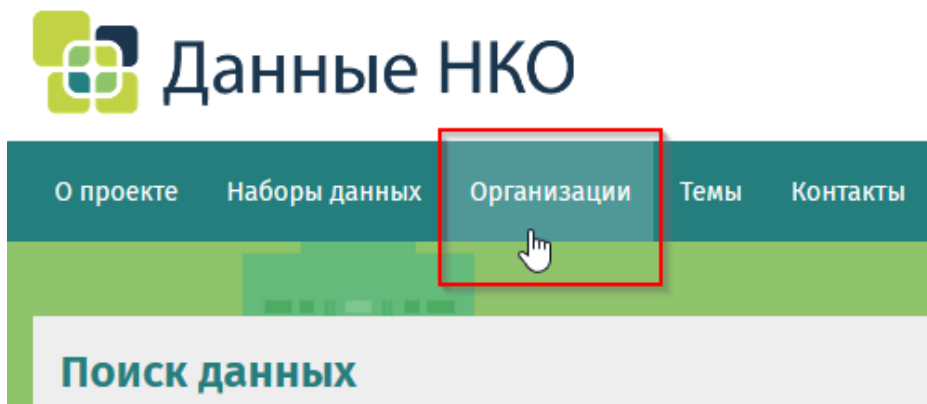 Данные НКО
О проекте Наборы данных Организации Темы Контакты
Поиск данных